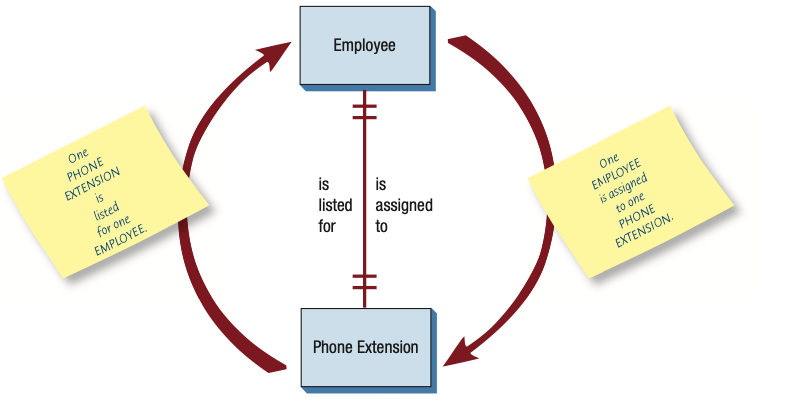 Employee
One
PHONE
EXTENSION
is
listed
for one
EMPLOYEE.
is
listed
for
is
assigned
to
One
EMPLOYEE
is assigned
to one
PHONE
EXTENSION.
Phone Extension